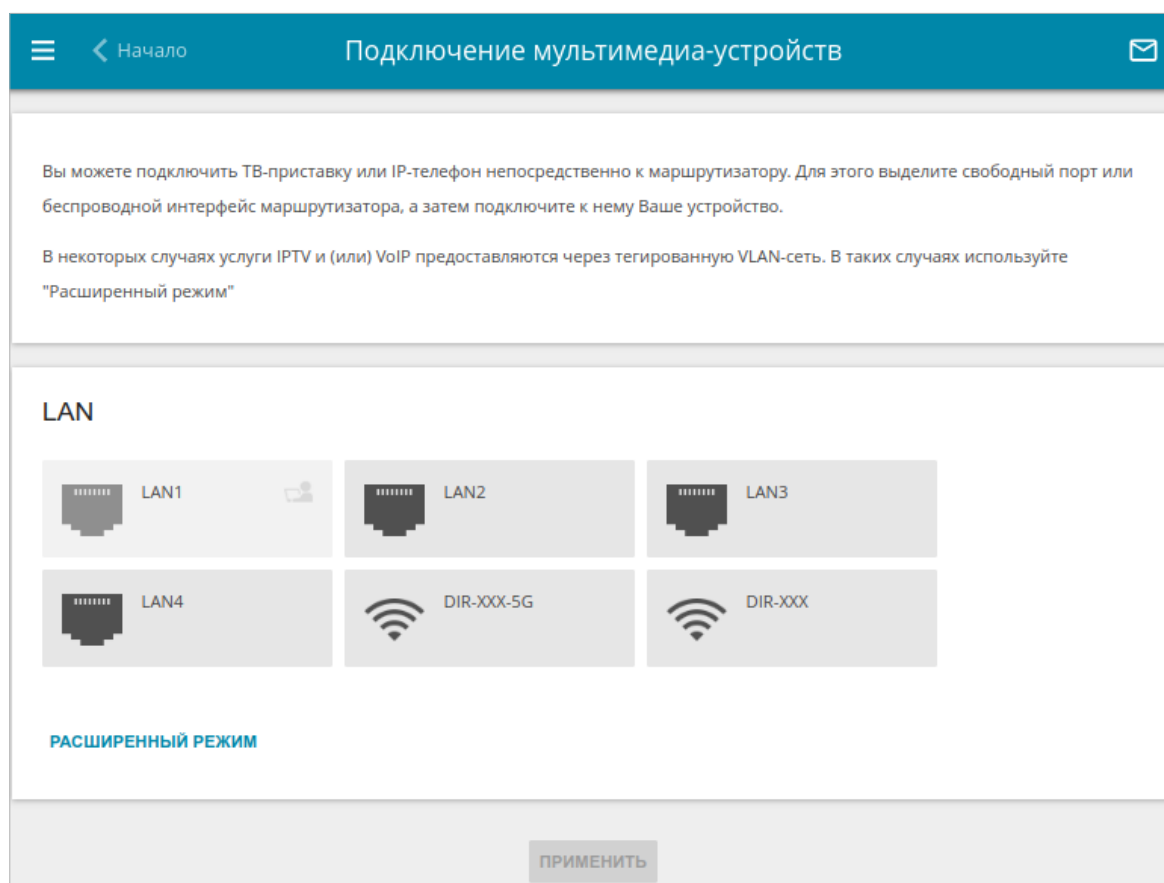 Начало
Подключение мультимедиа-устройств
Вы можете подключить ТВ-приставку или IP-телефон непосредственно к маршрутизатору. Для этого выделите свободный порт или
беспроводной интерфейс маршрутизатора, а затем подключите к нему Ваше устройство.
В некоторых случаях услуги IPTV и (или) VoIP предоставляются через тегированную VLAN-сеть. В таких случаях используйте
"Расширенный режим"
LAN
LAN1
LAN2
LAN3
LAN4
DIR-XXX-5G
DIR-XXX
РАСШИРЕННЫЙ РЕЖИМ
ПРИМЕНИТЬ